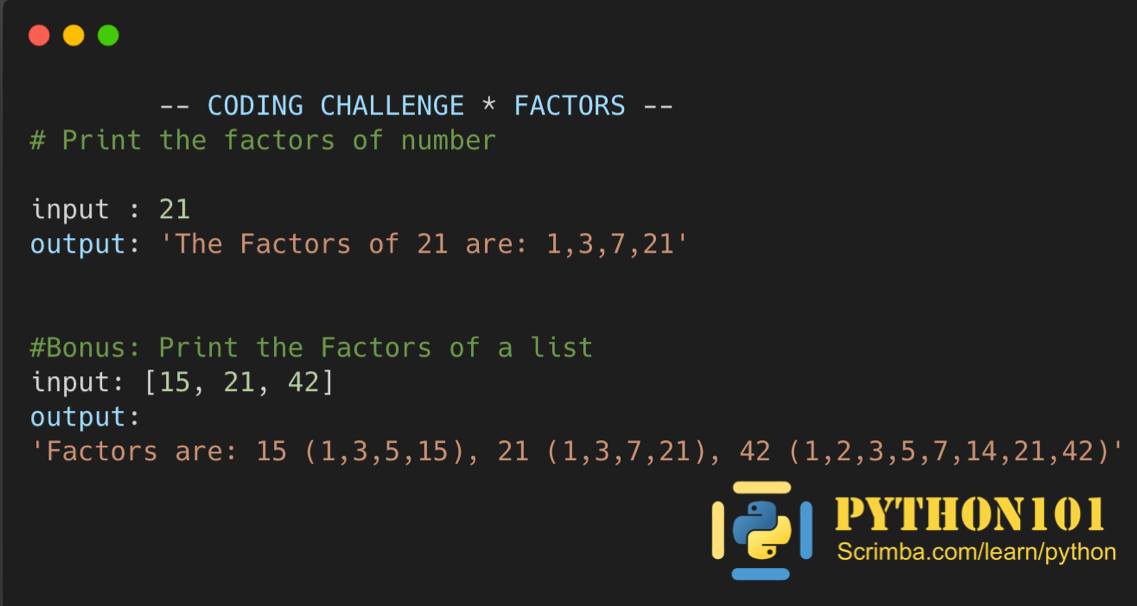 -- CODING CHALLENGE * FACTORS --
# Print the factors of number
input : 21
output: 'The Factors of 21 are: 1,3,7,21'
#Bonus: Print the Factors of a list
input: [15, 21, 42]
output:
'Factors are: 15 (1,3,5,15), 21 (1,3,7,21), 42 (1,2,3,5,7,14,21,42)'
PYTHON101
Scrimba.com/learn/python